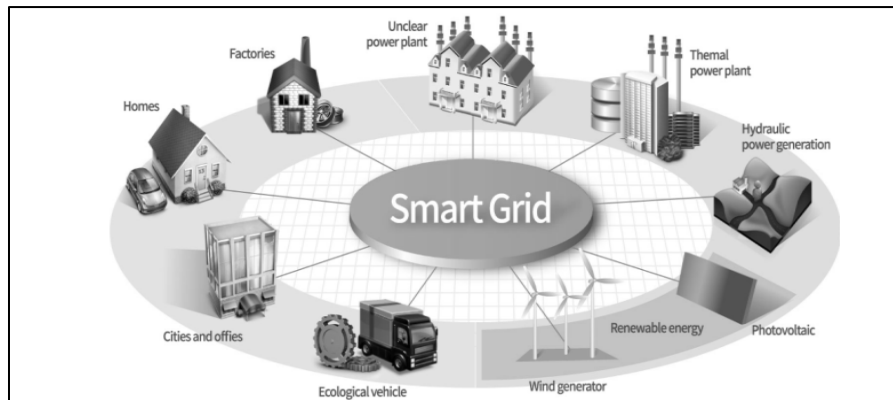 Unclear
power plant
Factories
Themal
power plant
Homes
Hydraulic
power generation
Smart Grid
Cities and offies
Renewable energy
Photovoltaic
Ecological vehicle
Wind generator